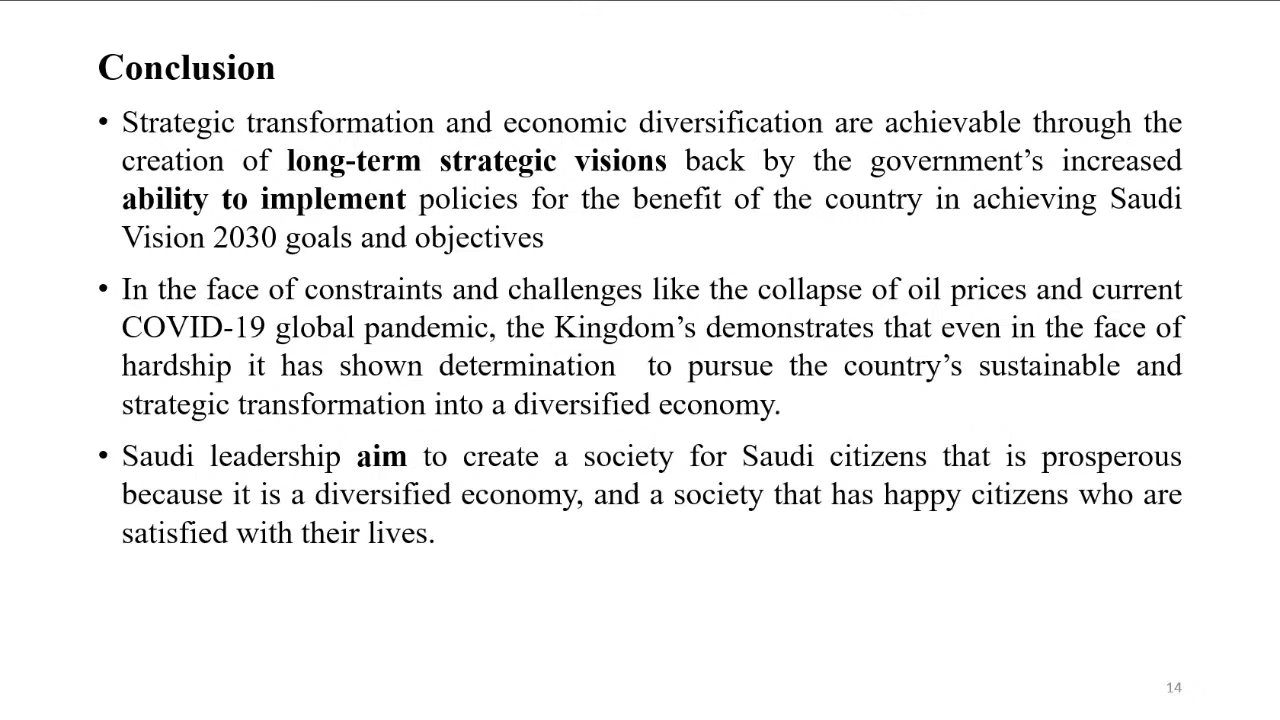 Conclusion
• Strategic transformation and economic diversification are achievable through the
creation of long-term strategic visions back by the government’s increased
ability to implement policies for the benefit of the country in achieving Saudi
Vision 2030 goals and objectives
• In the face of constraints and challenges like the collapse of oil prices and current
COVID-19 global pandemic, the Kingdom’s demonstrates that even in the face of
hardship it has shown determination  to pursue the country’s sustainable and
strategic transformation into a diversified economy.
• Saudi leadership aim to create a society for Saudi citizens that is prosperous
because it is a diversified economy, and a society that has happy citizens who are
satisfied with their lives.
14